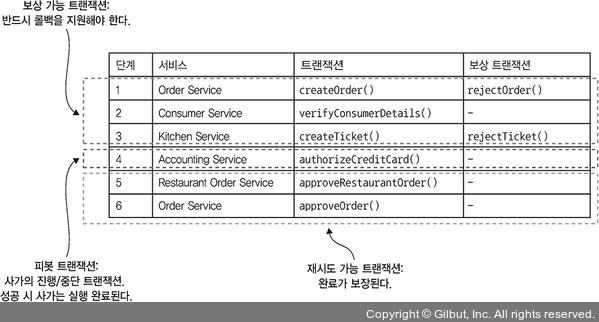 보상 가능 트랜잭션:
반드시 롤백을 지원해야 한다.
단계 서비스 트랜잭션 보상 트랜잭션
1 Order Service createOrder() rejectOrder()
2 Consumer Service verifyConsumerDetails() –
3 Kitchen Service createTicket() rejectTicket()
4 Accounting Service authorizeCreditCard() –
5 Restaurant Order Service approveRestaurantOrder() –
6 Order Service approveOrder() –
피봇 트랜잭션:
사가의 진행/중단 트랜잭션.
성공 시 사가는 실행 완료된다.
재시도 가능 트랜잭션:
완료가 보장된다.
Copyright © Gilbut, Inc. All rights reserved.